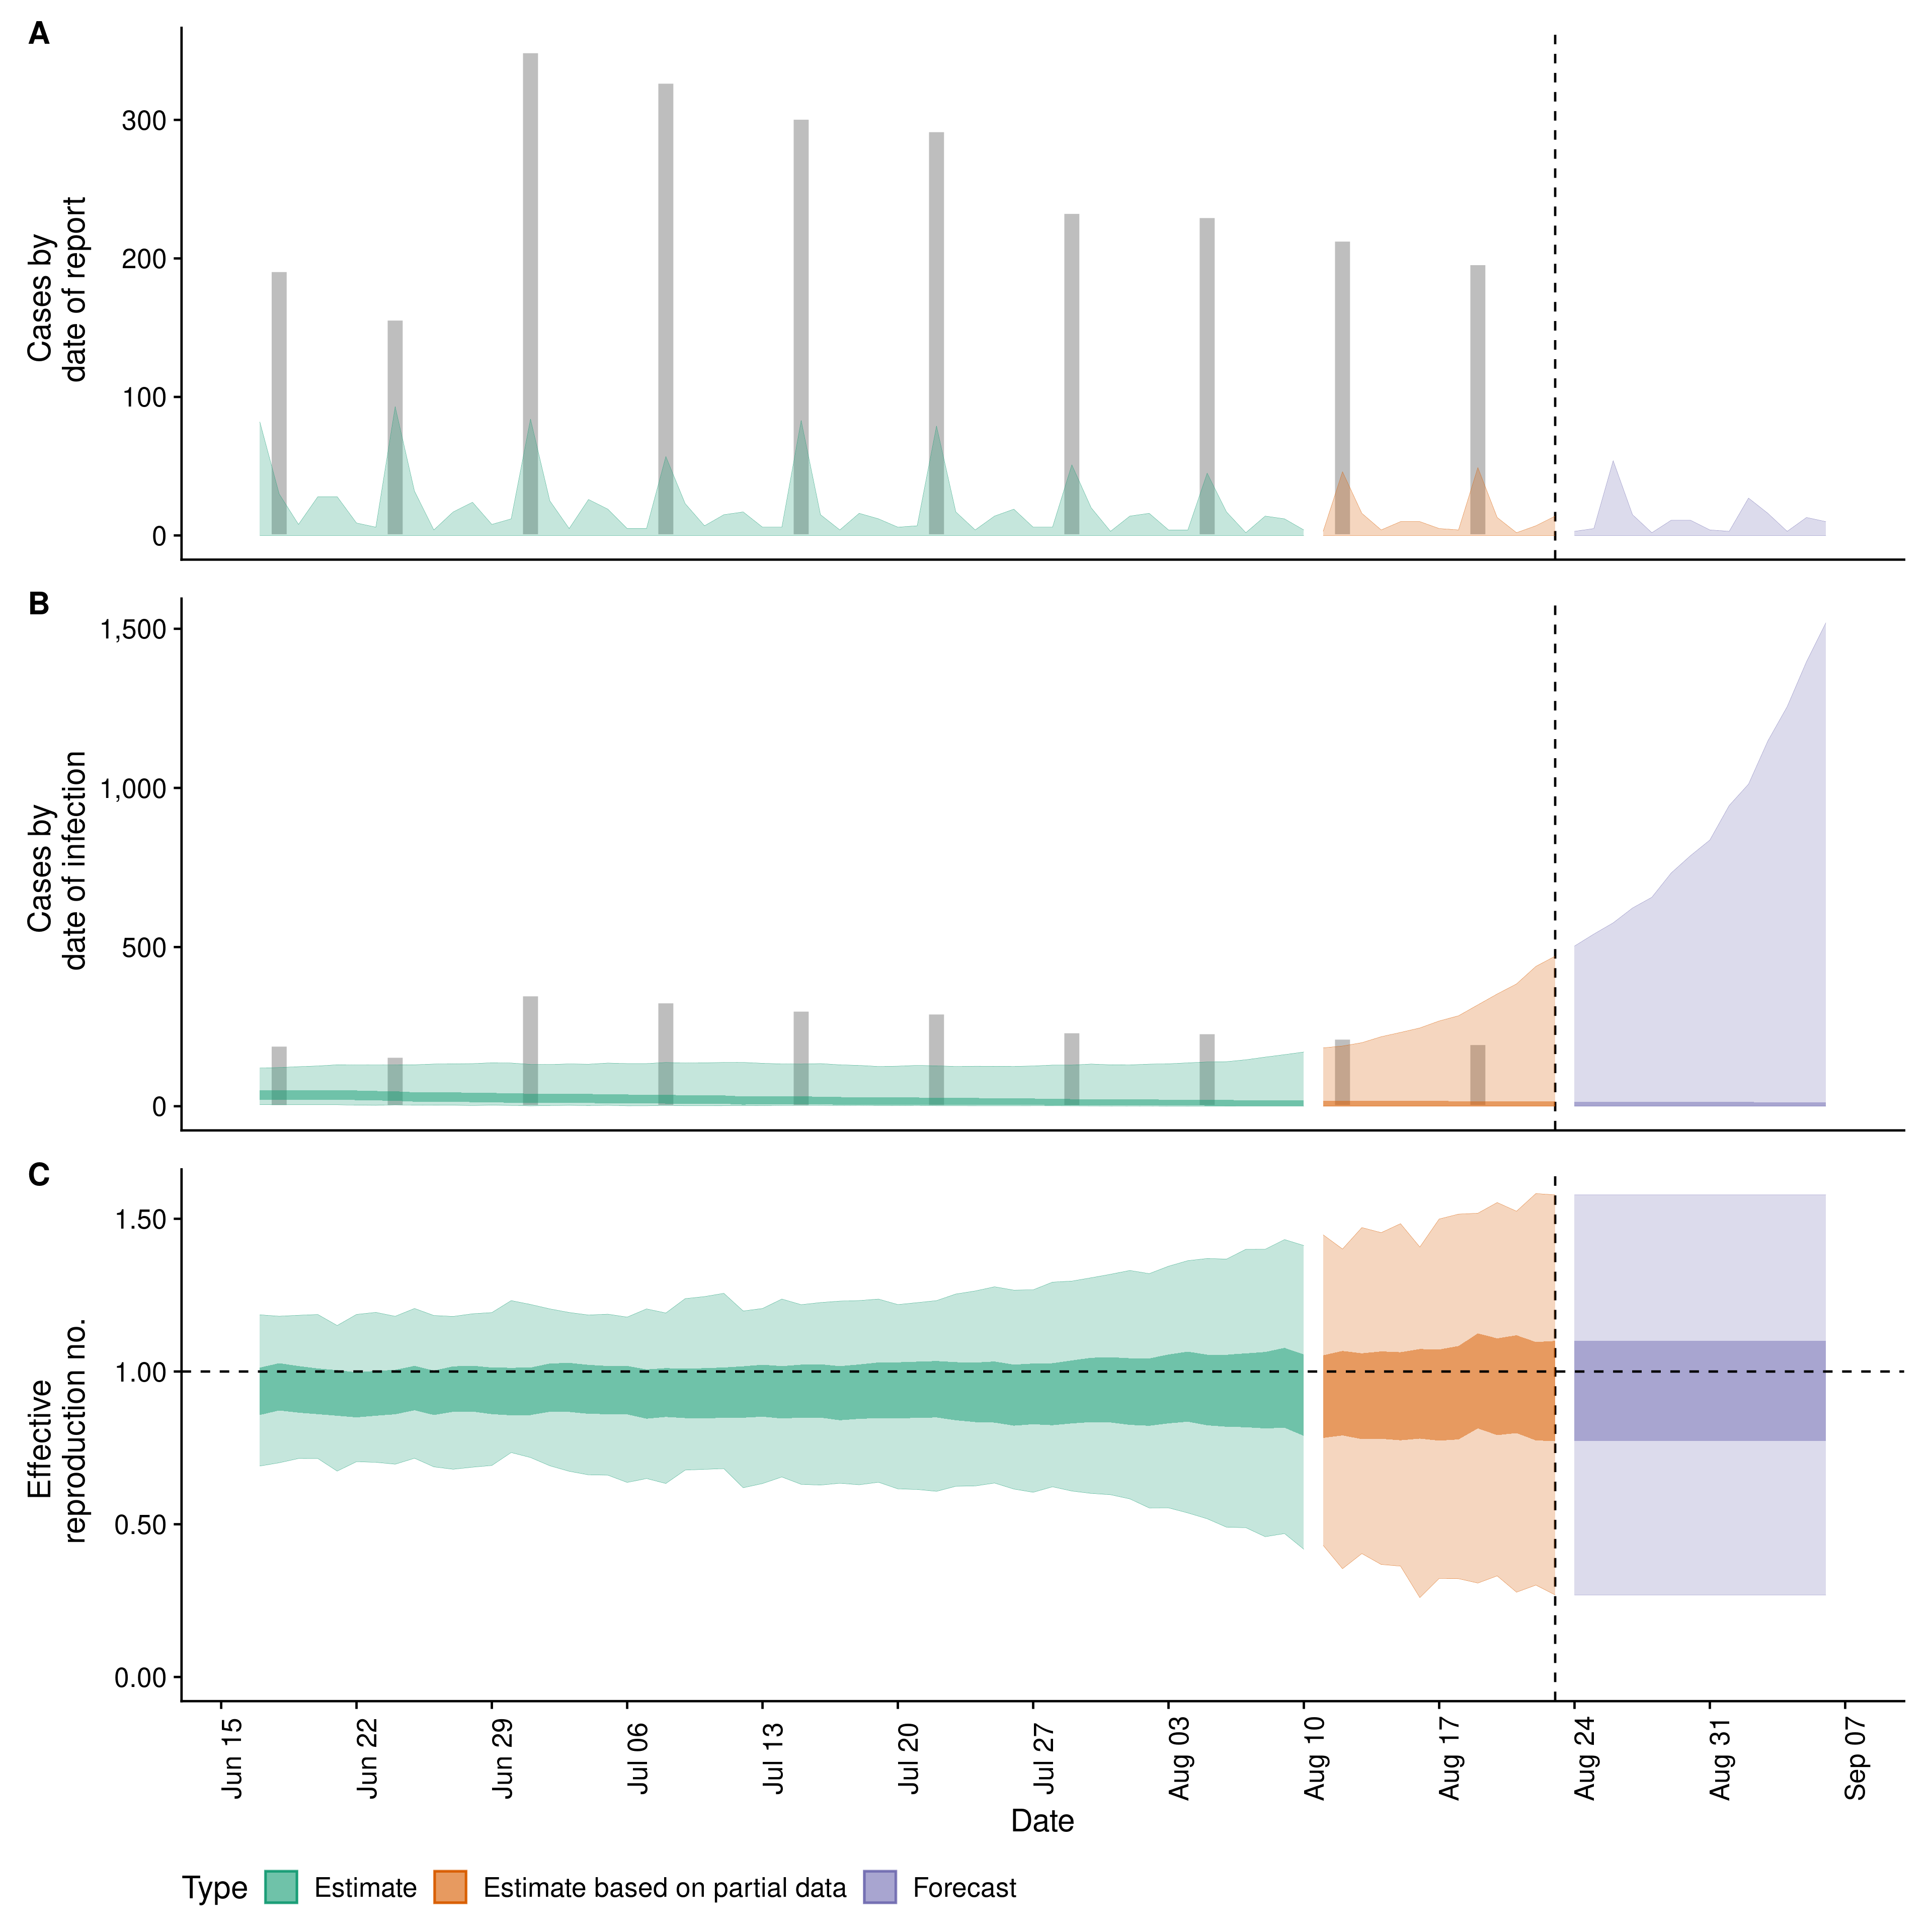 A
Cases by
date of report
300
200
100
0
B
Cases by
date of infection
1,500
1,000
500
0
C
Effective
reproduction no.
1.50
1.00
0.50
0.00
Jun 15
Jun 22
Jun 29
Jul 06
Jul 13
Jul 20
Jul 27
Aug 03
Aug 10
Aug 17
Aug 24
Aug 31
Sep 07
Date
Type
Estimate
Estimate based on partial data
Forecast